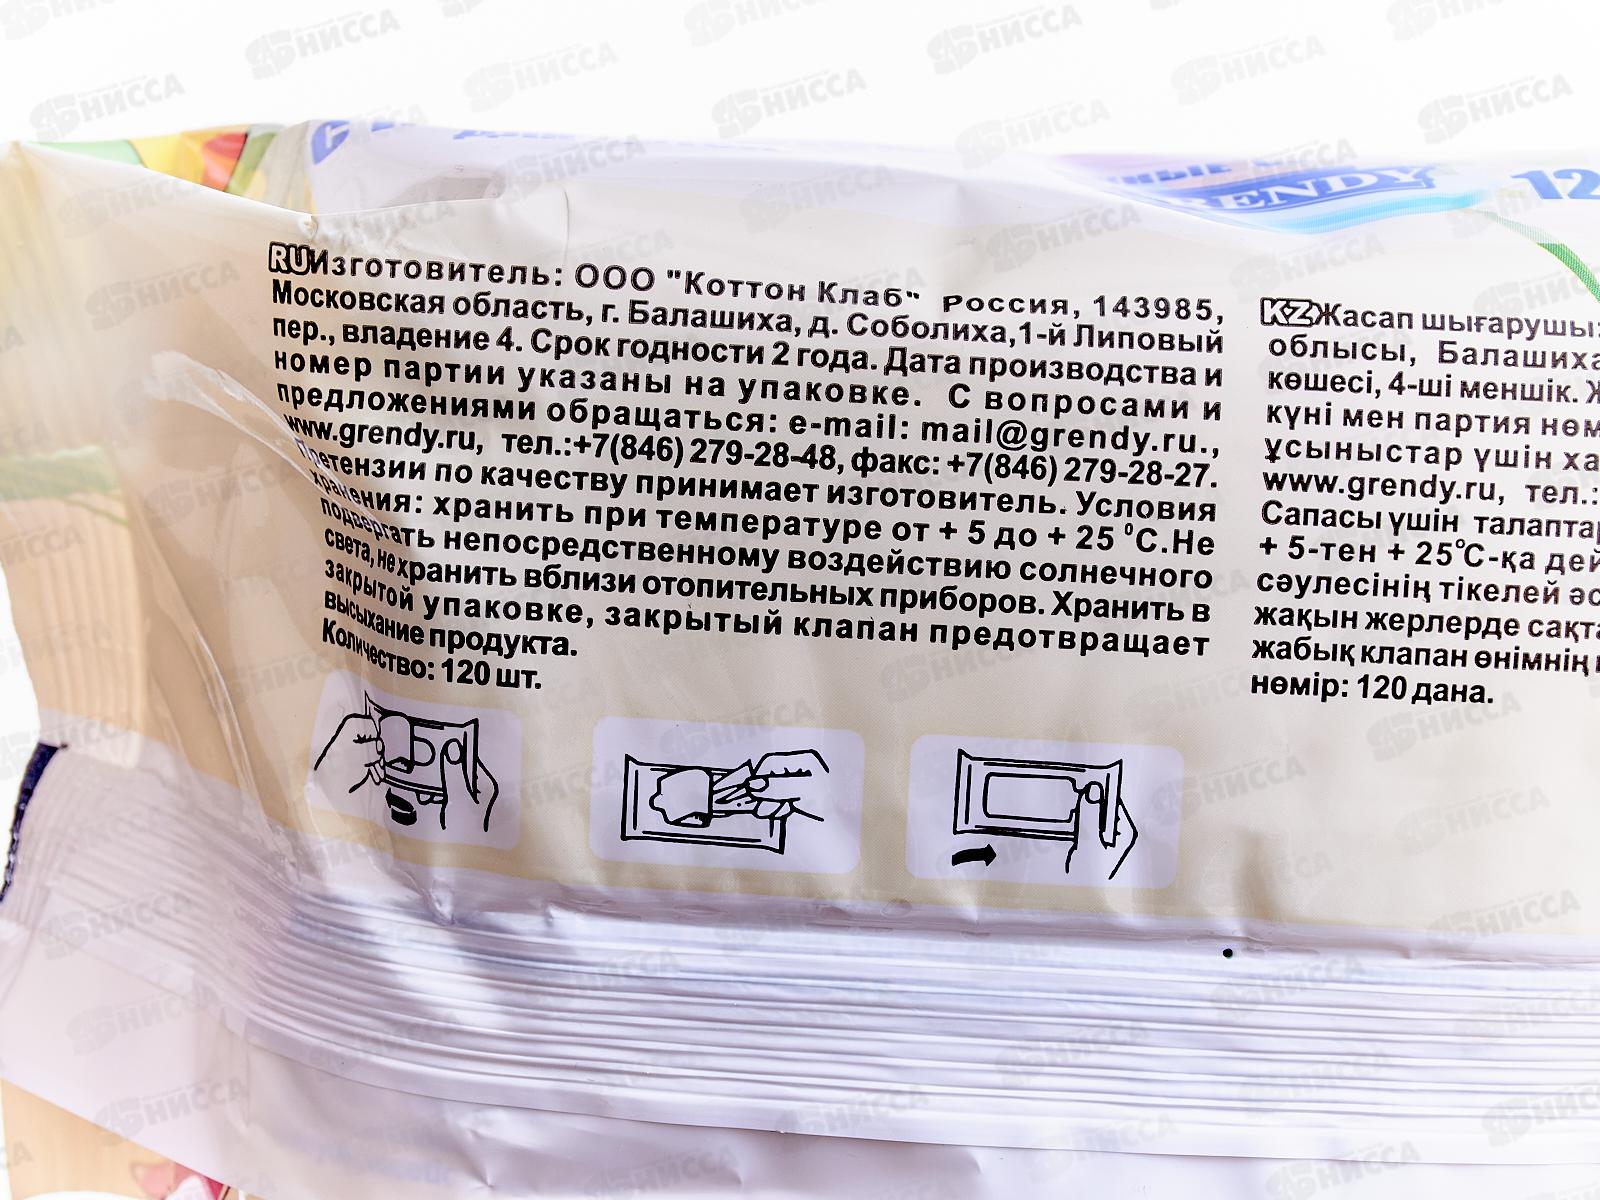 НЫЕ
RENDY
12
RU Изготовитель: ООО "Коттон Клаб" Россия, 143985,
Московская область, г. Балашиха, д. Соболиха,1-й Липовый
пер., владение 4. Срок годности 2 года. Дата производства и
номер партии указаны на упаковке. С вопросами и
предложениями обращаться: e-mail: mail@grendy.ru.,
www.grendy.ru, тел.:+7(846) 279-28-48, факс: +7(846) 279-28-27.
Претензии по качеству принимает изготовитель. Условия
хранения: хранить при температуре от + 5 до + 25 °С.Не
подвергать непосредственному воздействию солнечного
света, не хранить вблизи отопительных приборов. Хранить в
закрытой упаковке, закрытый клапан предотвращает
высыхание продукта.
Количество: 120 шт.
KZ Жасап шығарушы:
облысы, Балашиха
көшесі, 4-ші меншік. Ж
күні мен партия нөм
ұсыныстар үшін ха
www.grendy.ru, тел.:
Сапасы үшін талаптар
+ 5-тен + 25°С-қа дей
сәулесінің тікелей әс
жақын жерлерде сақта
жабық клапан өнімнің
нөмір: 120 дана.
НИССА